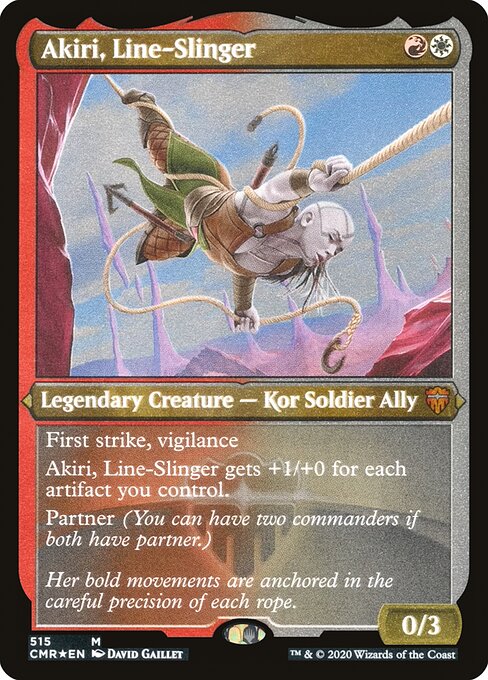 Akiri, Line-Slinger
Legendary Creature — Kor Soldier Ally
First strike, vigilance
Akiri, Line-Slinger gets +1/+0 for each
artifact you control.
Partner (You can have two commanders if
both have partner.)
Her bold movements are anchored in the
careful precision of each rope.
0/3
515 M
CMR★EN DAVID GAILLET
™ & © 2020 Wizards of the Coast